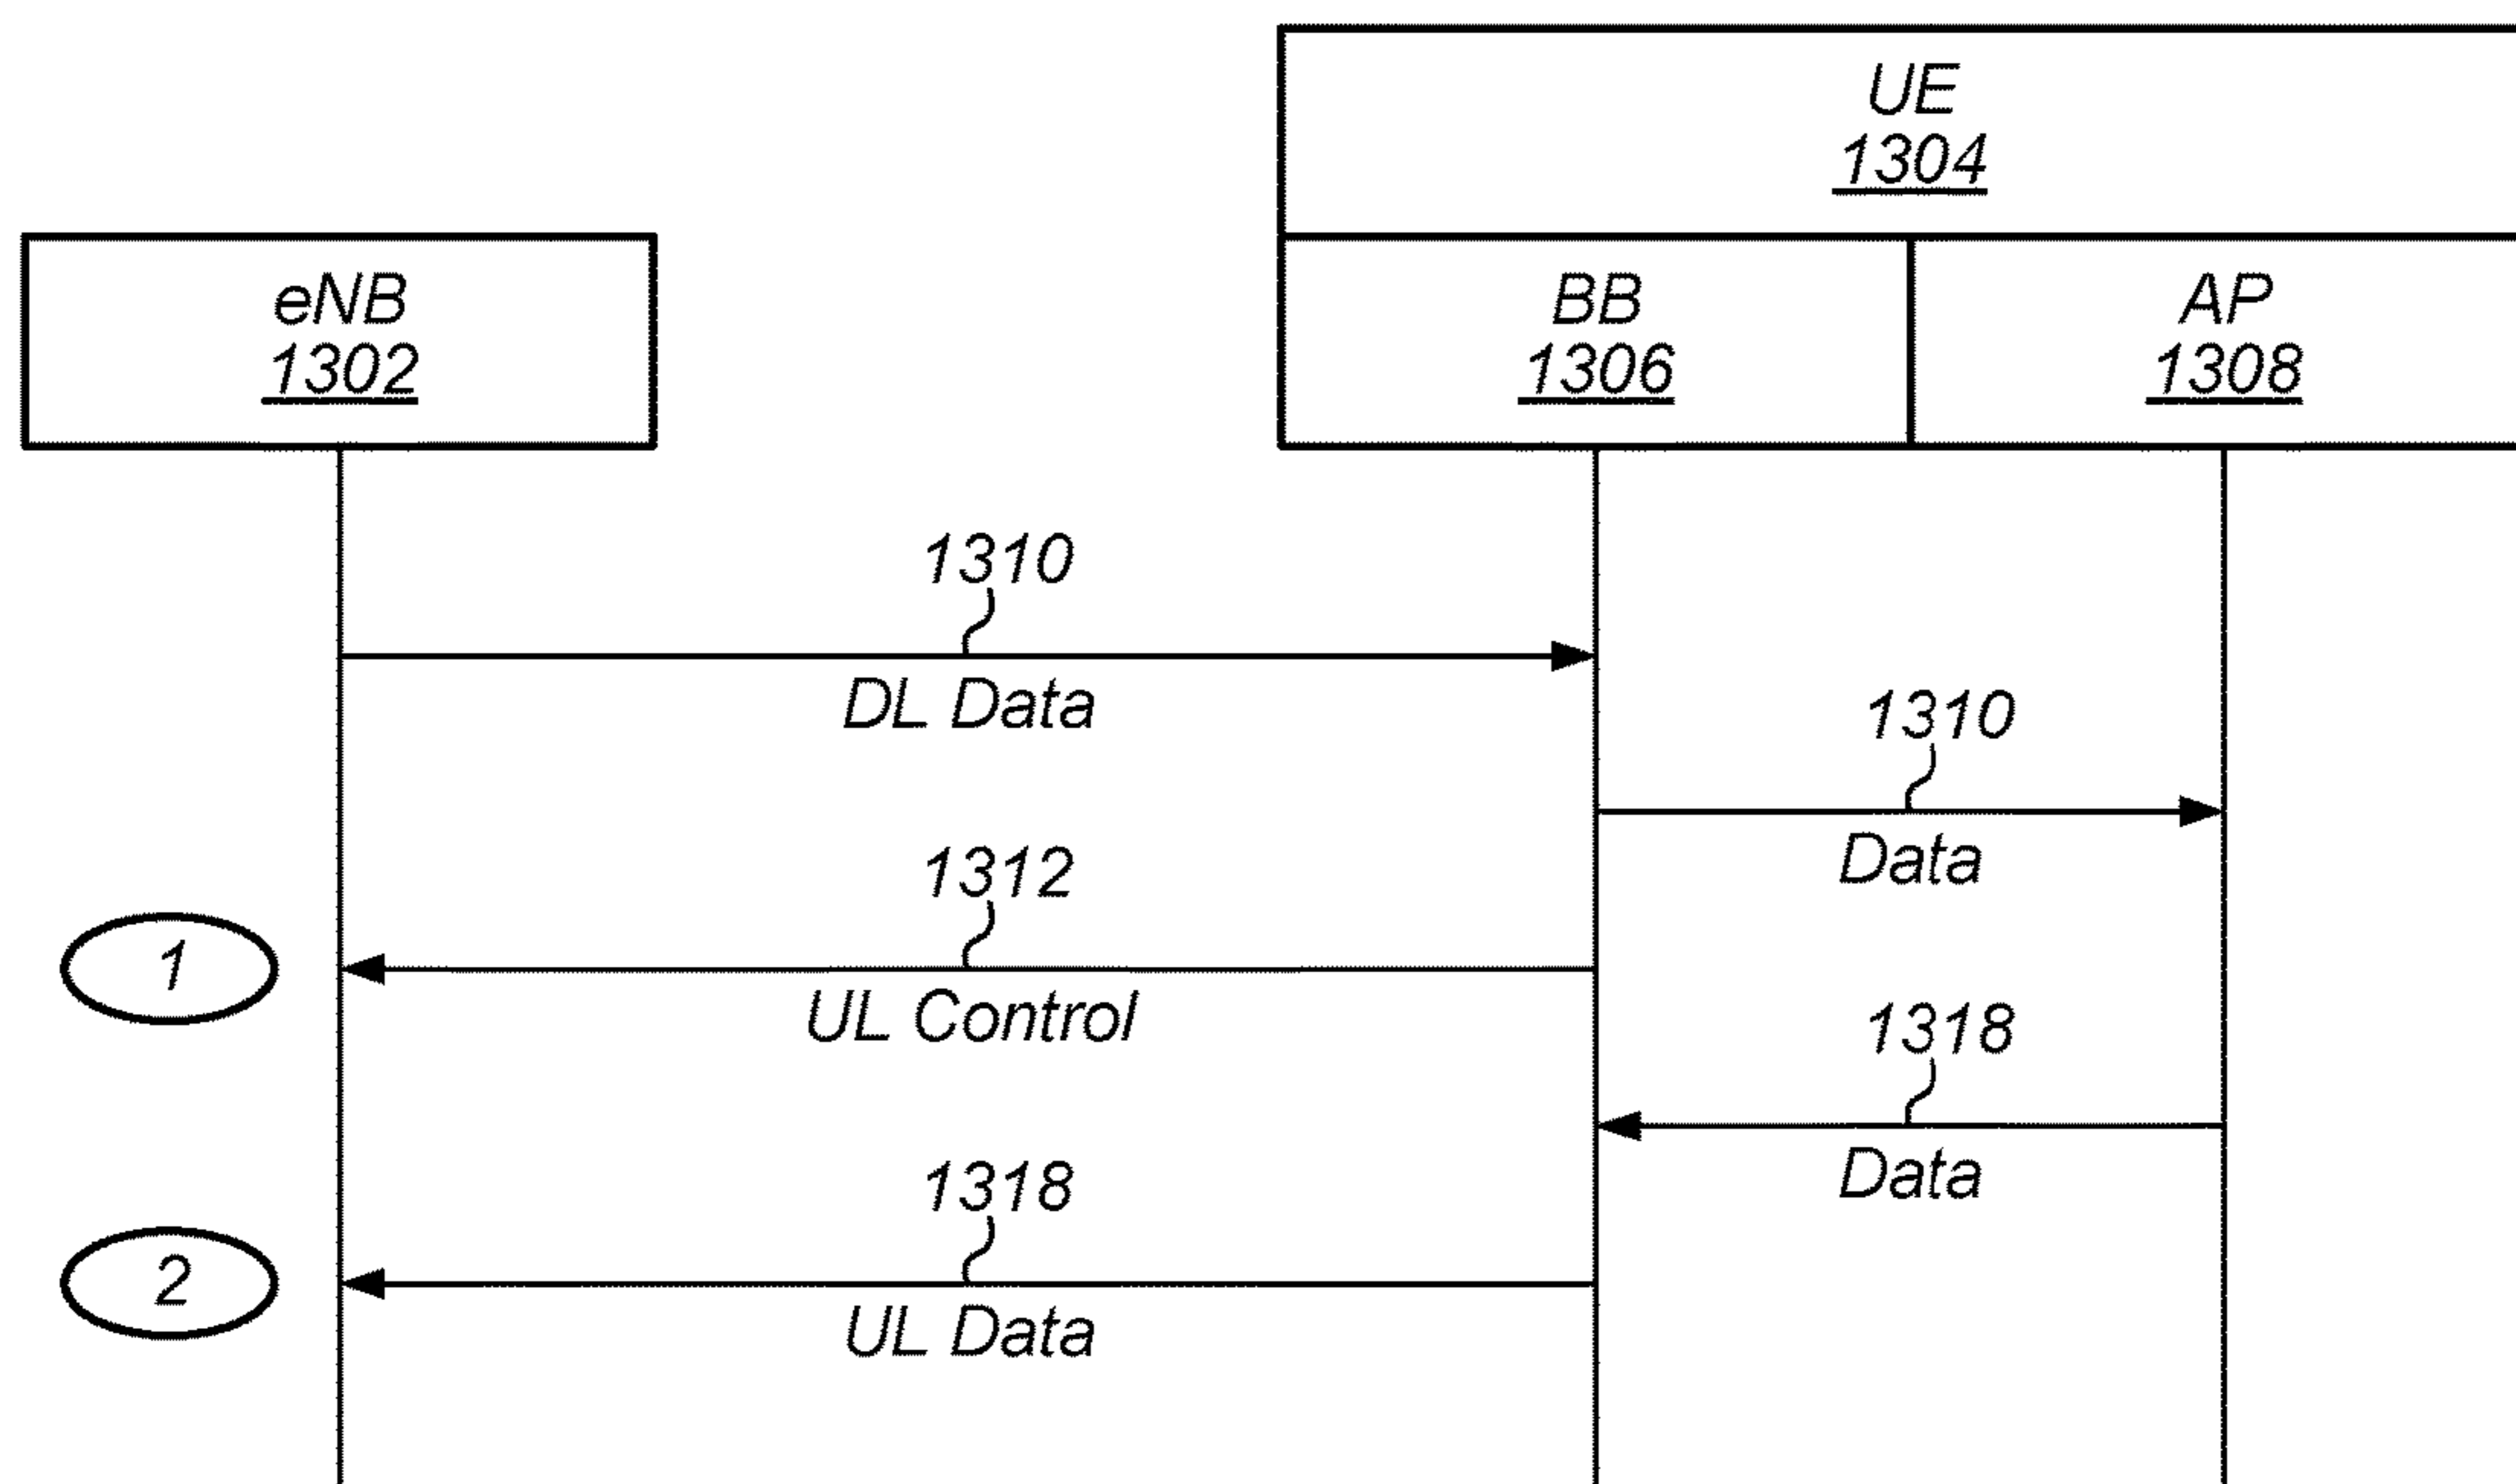 UE
1304
eNB
1302
BB
1306
AP
1308
1310
DL Data
1310
Data
1312
1
UL Control
1318
Data
1318
2
UL Data